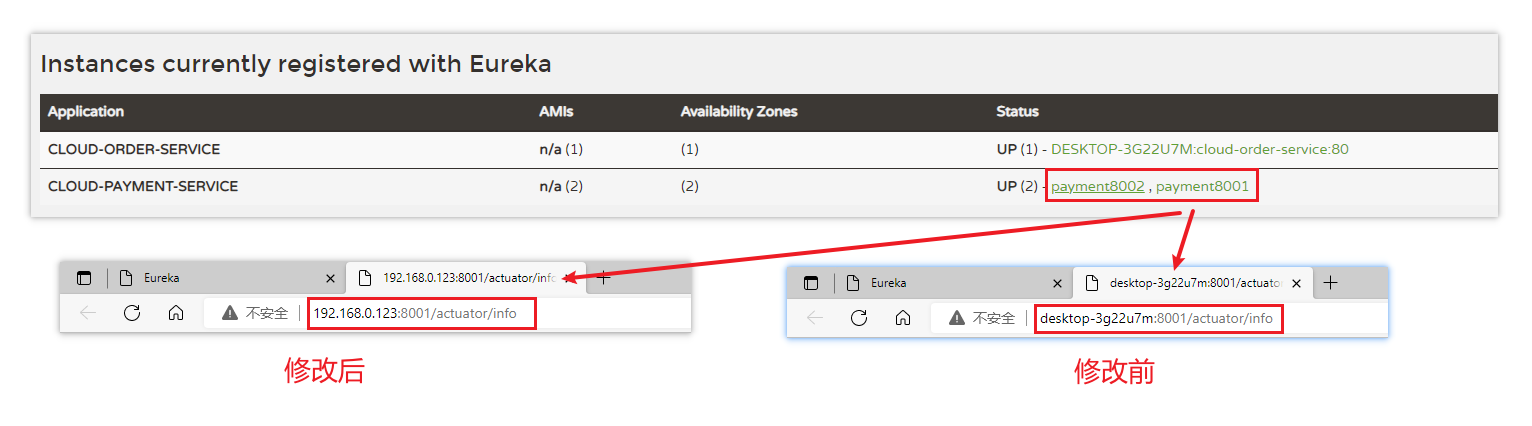 Instances currently registered with Eureka
Application AMIs Availability Zones Status
CLOUD-ORDER-SERVICE n/a (1) (1) UP (1) - DESKTOP-3G22U7M:cloud-order-service:80
CLOUD-PAYMENT-SERVICE n/a (2) (2) UP (2) - payment8002 , payment8001
Eureka 192.168.0.123:8001/actuator/info
不安全 192.168.0.123:8001/actuator/info
修改后
Eureka desktop-3g22u7m:8001/actuato
不安全 desktop-3g22u7m:8001/actuator/info
修改前